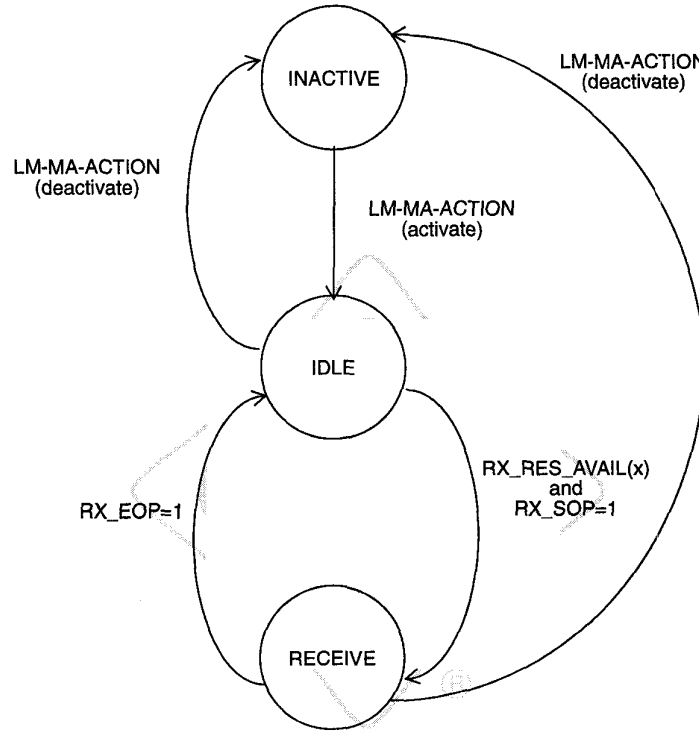 INACTIVE
LM-MA-ACTION
(deactivate)
LM-MA-ACTION
(deactivate)
LM-MA-ACTION
(activate)
IDLE
RX_RES_AVAIL(x)
and
RX_SOP=1
RX_EOP=1
RECEIVE
®